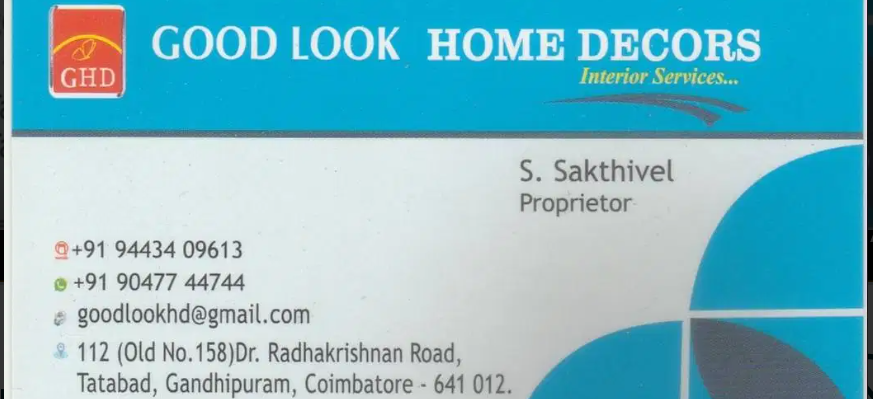 GHD
GOOD LOOK HOME DECORS
Interior Services...
S. Sakthivel
Proprietor
+91 94434 09613
+91 90477 44744
goodlookhd@gmail.com
112 (Old No.158)Dr. Radhakrishnan Road,
Tatabad, Gandhipuram, Coimbatore - 641 012.